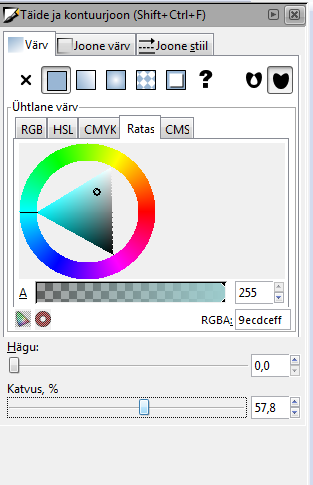 Täide ja kontuurjoon (Shift+Ctrl+F)
Värv Joone värv Joone stiil
?
Ühtlane värv
RGB HSL CMYK Ratas CMS
A 255
RGBA: 9ecdceff
Hägu:
0,0
Katvus, %
57,8